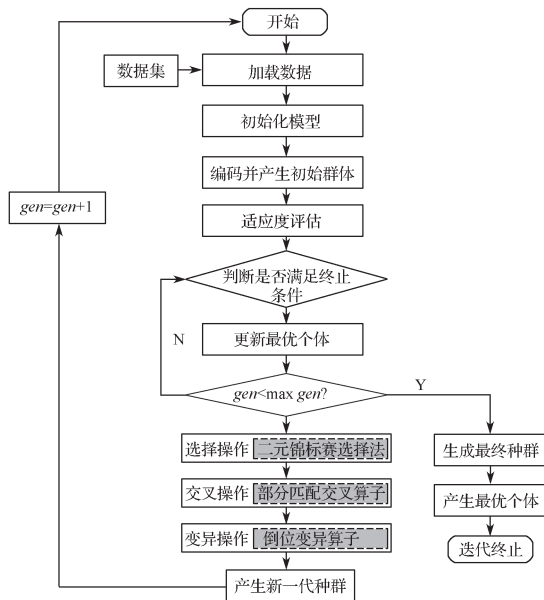 开始
数据集
加载数据
初始化模型
编码并产生初始群体
gen=gen+1
适应度评估
判断是否满足终止
条件
N
更新最优个体
gen<max gen?
Y
选择操作 二元锦标赛选择法
生成最终种群
交叉操作 部分匹配交叉算子
产生最优个体
变异操作 倒位变异算子
迭代终止
产生新一代种群